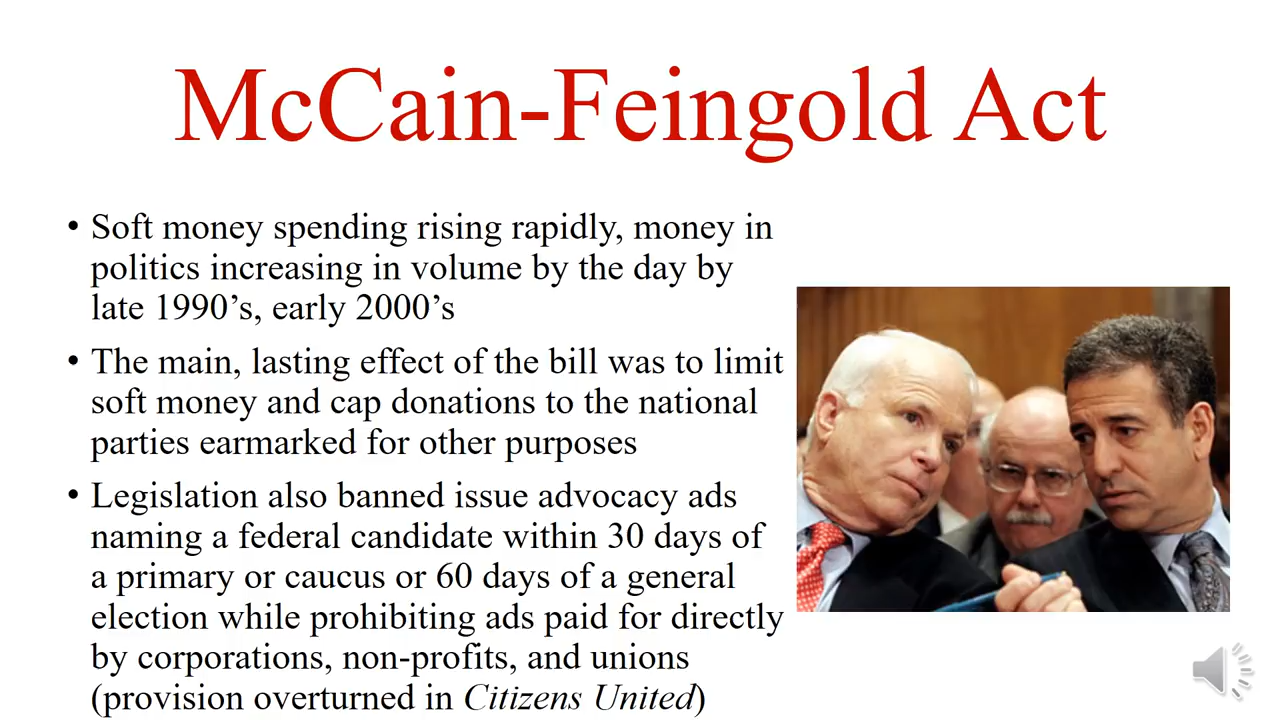 McCain-Feingold Act
• Soft money spending rising rapidly, money in
politics increasing in volume by the day by
late 1990’s, early 2000’s
• The main, lasting effect of the bill was to limit
soft money and cap donations to the national
parties earmarked for other purposes
• Legislation also banned issue advocacy ads
naming a federal candidate within 30 days of
a primary or caucus or 60 days of a general
election while prohibiting ads paid for directly
by corporations, non-profits, and unions
(provision overturned in Citizens United)